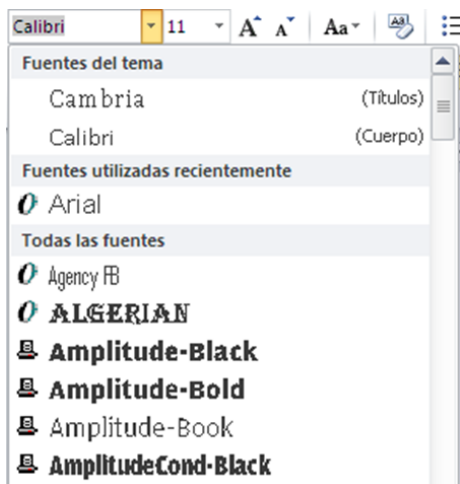 Calibri 11 A A Aa
Fuentes del tema
Cambria (Títulos)
Calibri (Cuerpo)
Fuentes utilizadas recientemente
O Arial
Todas las fuentes
O Agency FB
O ALGERIAN
Amplitude-Black
Amplitude-Bold
Amplitude-Book
AmplitudeCond-Black